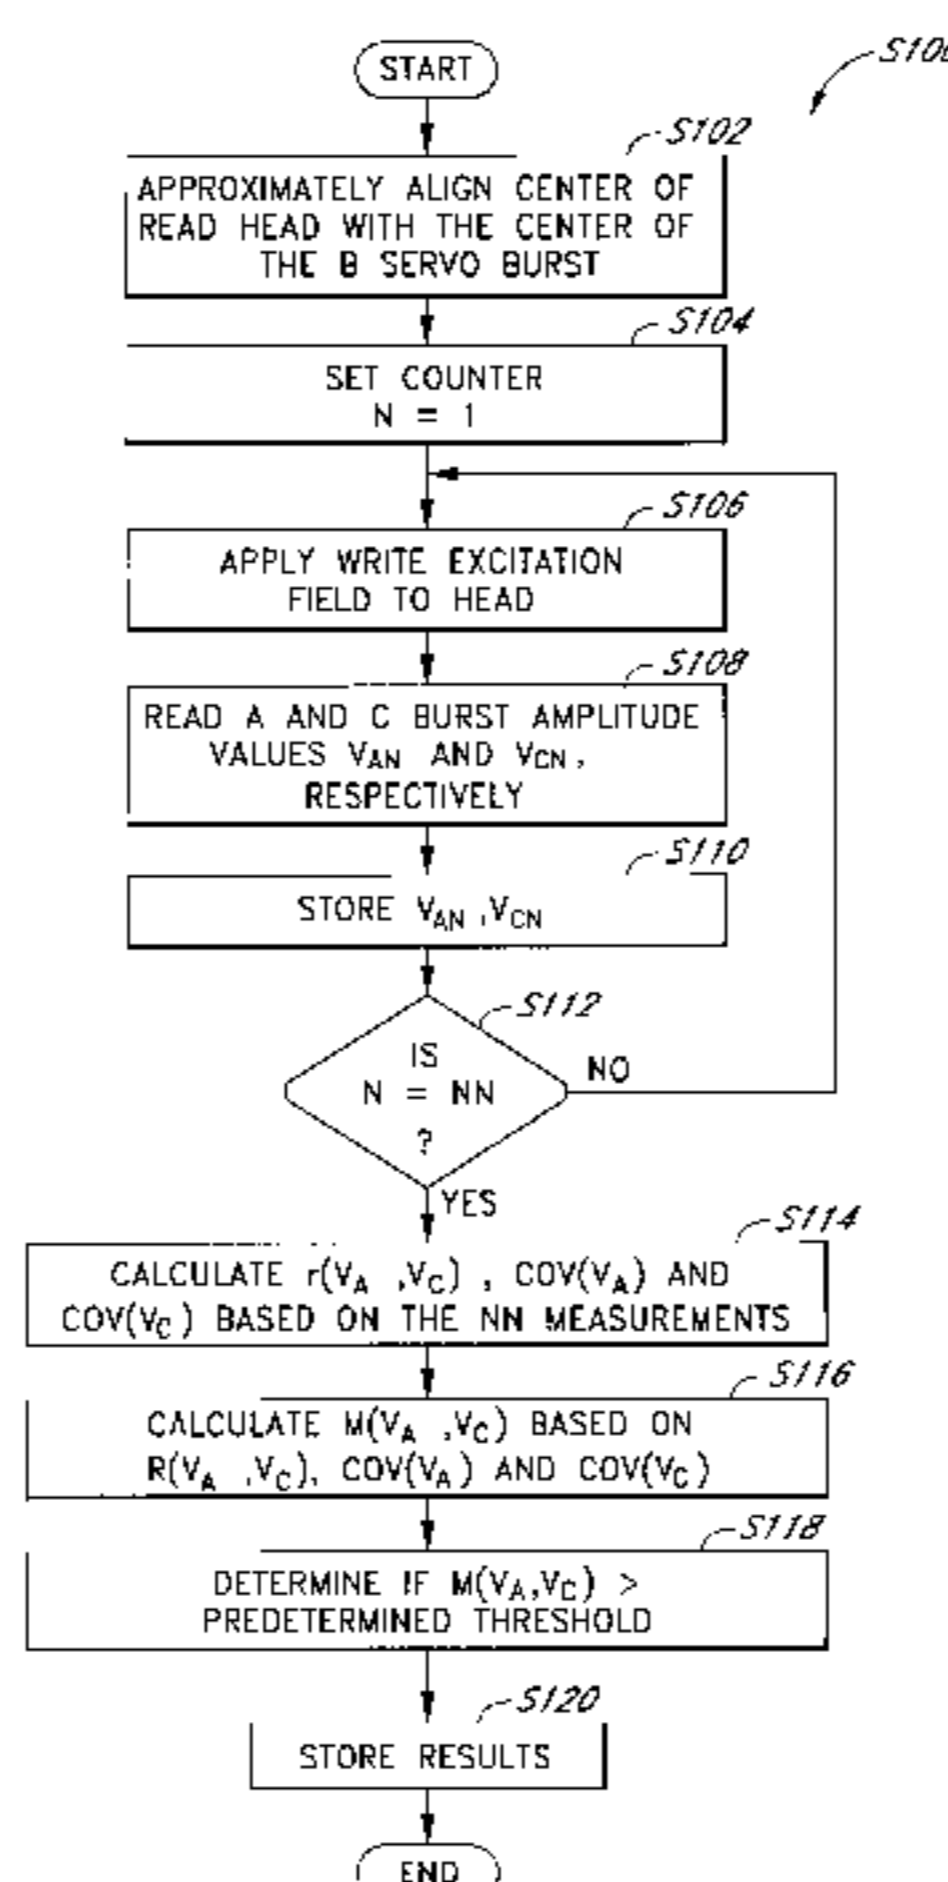 S100
START
S102
APPROXIMATELY ALIGN CENTER OF
READ HEAD WITH THE CENTER OF
THE B SERVO BURST
S104
SET COUNTER
N = 1
S106
APPLY WRITE EXCITATION
FIELD TO HEAD
S108
READ A AND C BURST AMPLITUDE
VALUES VAN AND VCN,
RESPECTIVELY
S110
STORE VAN ,VCN
S112
IS
N = NN
?
NO
YES
S114
CALCULATE r(VA ,VC) , COV(VA) AND
COV(VC) BASED ON THE NN MEASUREMENTS
S116
CALCULATE M(VA ,VC) BASED ON
R(VA ,VC), COV(VA) AND COV(VC)
S118
DETERMINE IF M(VA,VC) >
PREDETERMINED THRESHOLD
S120
STORE RESULTS
END